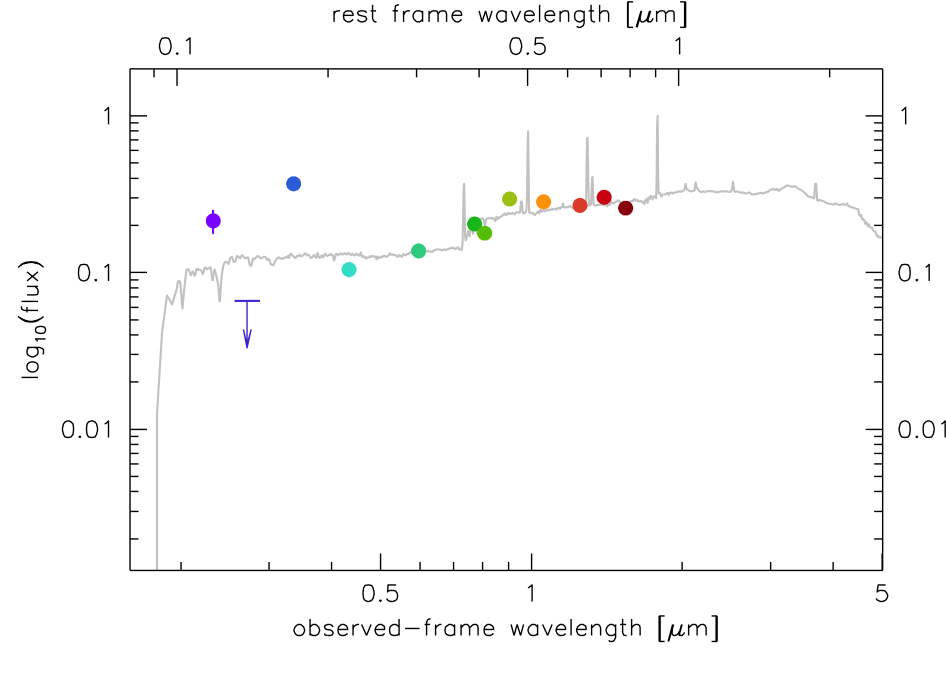 rest frame wavelength [μm]
0.1 0.5 1
1 1
0.1 0.1
0.01 0.01
log10(flux)
0.5 1 5
observed-frame wavelength [μm]